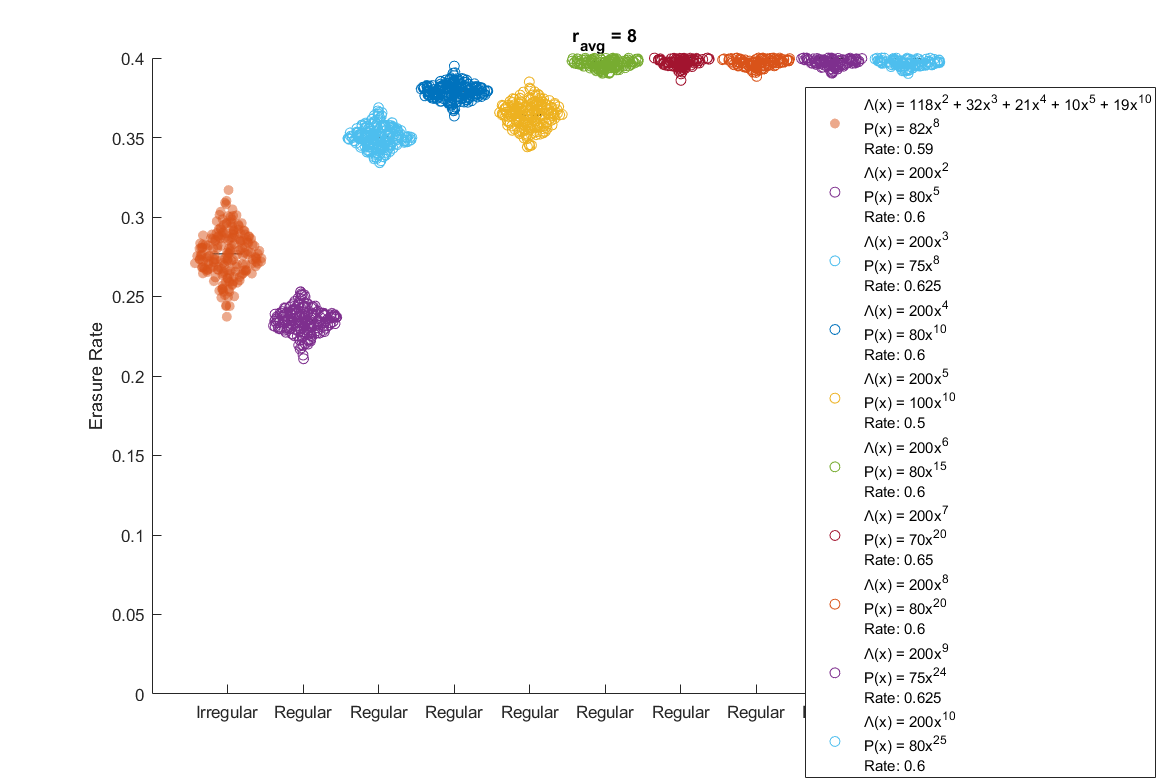 r_avg = 8
0.4
0.35
0.3
0.25
0.2
0.15
0.1
0.05
0
Erasure Rate
Irregular Regular Regular Regular Regular Regular Regular Regular
Λ(x) = 118x^2 + 32x^3 + 21x^4 + 10x^5 + 19x^10
P(x) = 82x^8
Rate: 0.59
Λ(x) = 200x^2
P(x) = 80x^5
Rate: 0.6
Λ(x) = 200x^3
P(x) = 75x^8
Rate: 0.625
Λ(x) = 200x^4
P(x) = 80x^10
Rate: 0.6
Λ(x) = 200x^5
P(x) = 100x^10
Rate: 0.5
Λ(x) = 200x^6
P(x) = 80x^15
Rate: 0.6
Λ(x) = 200x^7
P(x) = 70x^20
Rate: 0.65
Λ(x) = 200x^8
P(x) = 80x^20
Rate: 0.6
Λ(x) = 200x^9
P(x) = 75x^24
Rate: 0.625
Λ(x) = 200x^10
P(x) = 80x^25
Rate: 0.6